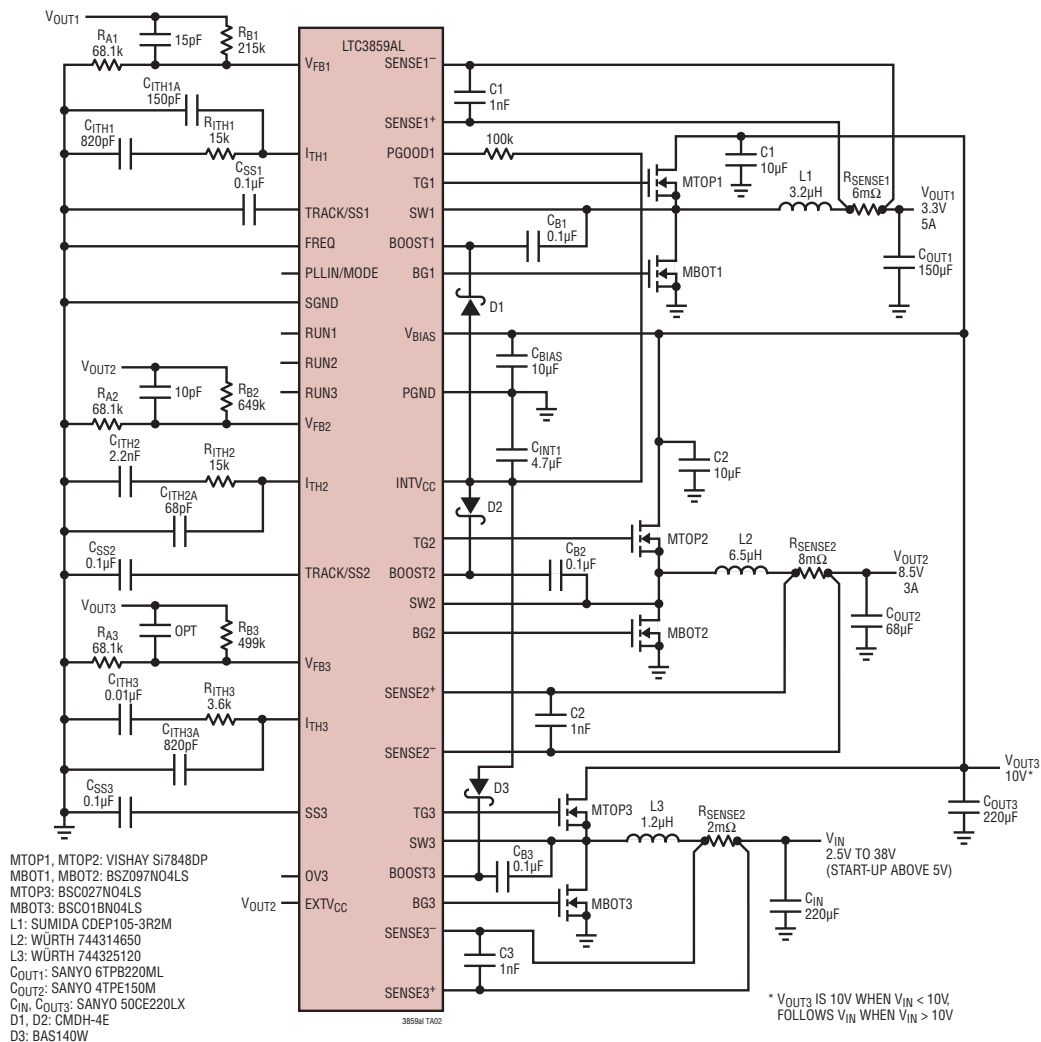 VOUT1
RA1
68.1k
15pF
RB1
215k
VFB1
CITH1A
150pF
CITH1
820pF
RITH1
15k
ITH1
CSS1
0.1µF
TRACK/SS1
FREQ
PLLIN/MODE
SGND
RUN1
RUN2
RUN3
VOUT2
RA2
68.1k
10pF
RB2
649k
VFB2
CITH2
2.2nF
RITH2
15k
ITH2
CITH2A
68pF
CSS2
0.1µF
TRACK/SS2
VOUT3
RA3
68.1k
OPT
RB3
499k
VFB3
CITH3
0.01µF
RITH3
3.6k
ITH3
CITH3A
820pF
CSS3
0.1µF
SS3
OV3
VOUT2
EXTVCC
LTC3859AL
SENSE1–
C1
1nF
SENSE1+
PGOOD1
100k
TG1
MTOP1
C1
10µF
L1
3.2µH
RSENSE1
6mΩ
VOUT1
3.3V
5A
SW1
CB1
0.1µF
BOOST1
BG1
MBOT1
COUT1
150µF
D1
VBIAS
CBIAS
10µF
PGND
CINT1
4.7µF
INTVCC
D2
C2
10µF
TG2
MTOP2
L2
6.5µH
RSENSE2
8mΩ
VOUT2
8.5V
3A
CB2
0.1µF
BOOST2
SW2
BG2
MBOT2
COUT2
68µF
SENSE2+
C2
1nF
SENSE2–
VOUT3
10V*
D3
TG3
MTOP3
L3
1.2µH
RSENSE2
2mΩ
COUT3
220µF
SW3
VIN
2.5V TO 38V
(START-UP ABOVE 5V)
CB3
0.1µF
BOOST3
BG3
MBOT3
CIN
220µF
SENSE3–
C3
1nF
SENSE3+
MTOP1, MTOP2: VISHAY Si7848DP
MBOT1, MBOT2: BSZ097NO4LS
MTOP3: BSC027NO4LS
MBOT3: BSCO1BN04LS
L1: SUMIDA CDEP105-3R2M
L2: WÜRTH 744314650
L3: WÜRTH 744325120
COUT1: SANYO 6TPB220ML
COUT2: SANYO 4TPE150M
CIN, COUT3: SANYO 50CE220LX
D1, D2: CMDH-4E
D3: BAS140W
3859al TA02
* VOUT3 IS 10V WHEN VIN < 10V,
FOLLOWS VIN WHEN VIN > 10V